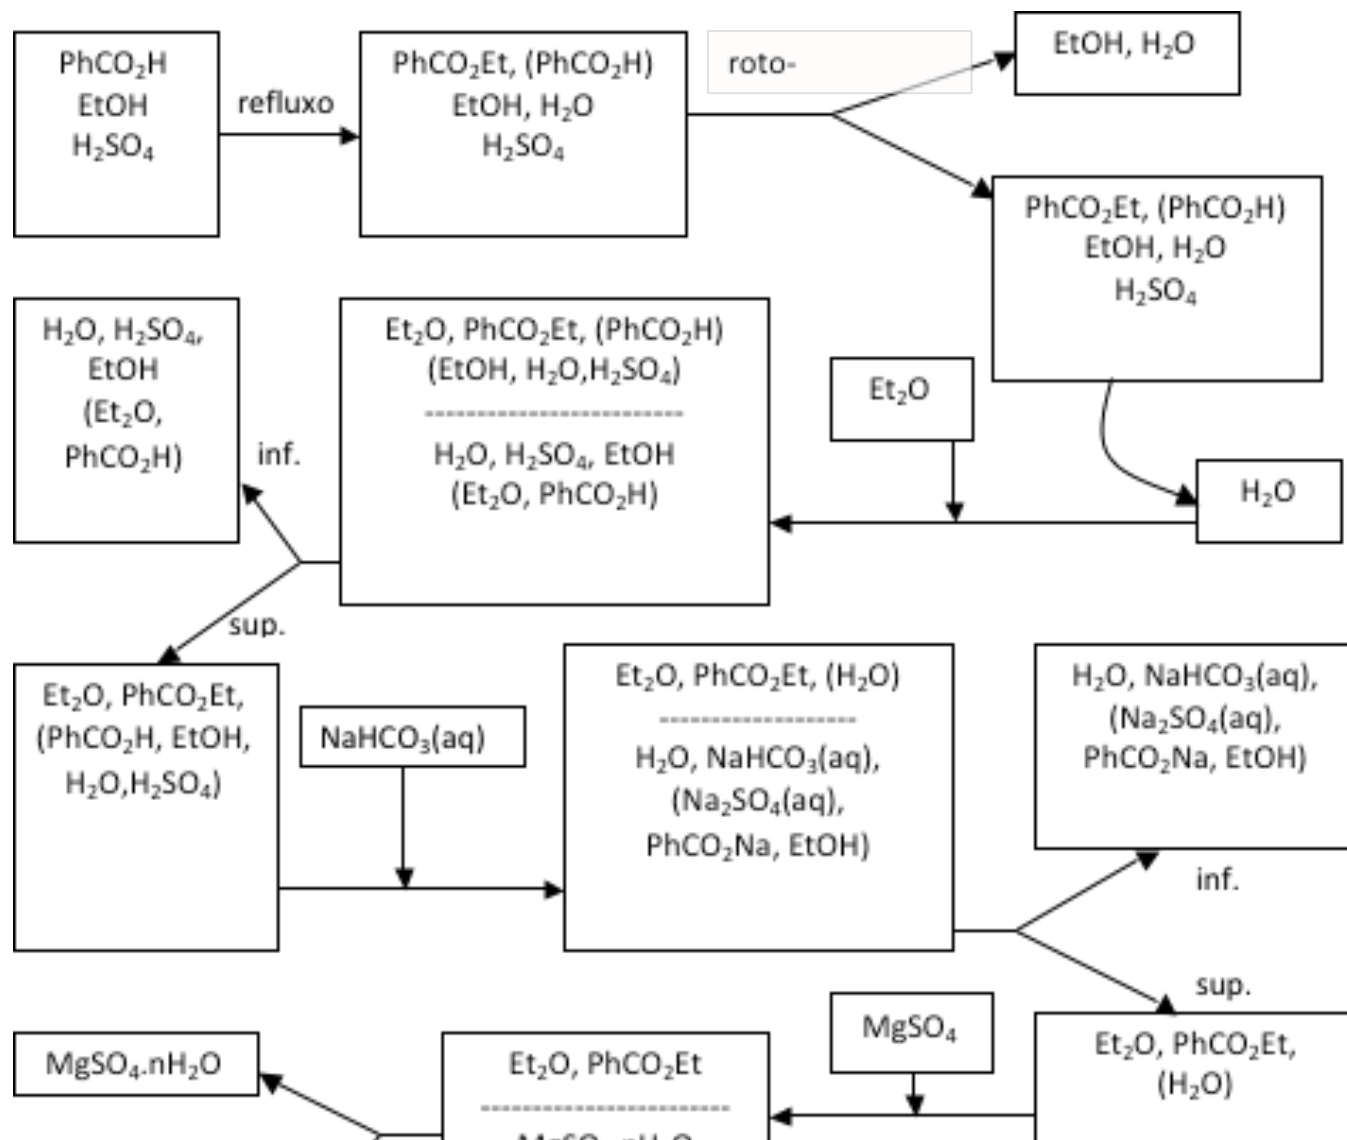 PhCO₂H
EtOH
H₂SO₄
refluxo
PhCO₂Et, (PhCO₂H)
EtOH, H₂O
H₂SO₄
roto-
EtOH, H₂O
PhCO₂Et, (PhCO₂H)
EtOH, H₂O
H₂SO₄
H₂O
Et₂O
Et₂O, PhCO₂Et, (PhCO₂H)
(EtOH, H₂O,H₂SO₄)
-------------------------
H₂O, H₂SO₄, EtOH
(Et₂O, PhCO₂H)
inf.
H₂O, H₂SO₄,
EtOH
(Et₂O,
PhCO₂H)
sup.
Et₂O, PhCO₂Et,
(PhCO₂H, EtOH,
H₂O,H₂SO₄)
NaHCO₃(aq)
Et₂O, PhCO₂Et, (H₂O)
-------------------
H₂O, NaHCO₃(aq),
(Na₂SO₄(aq),
PhCO₂Na, EtOH)
H₂O, NaHCO₃(aq),
(Na₂SO₄(aq),
PhCO₂Na, EtOH)
inf.
sup.
Et₂O, PhCO₂Et,
(H₂O)
MgSO₄
Et₂O, PhCO₂Et
------------------------
MgSO₄.nH₂O
MgSO₄.nH₂O